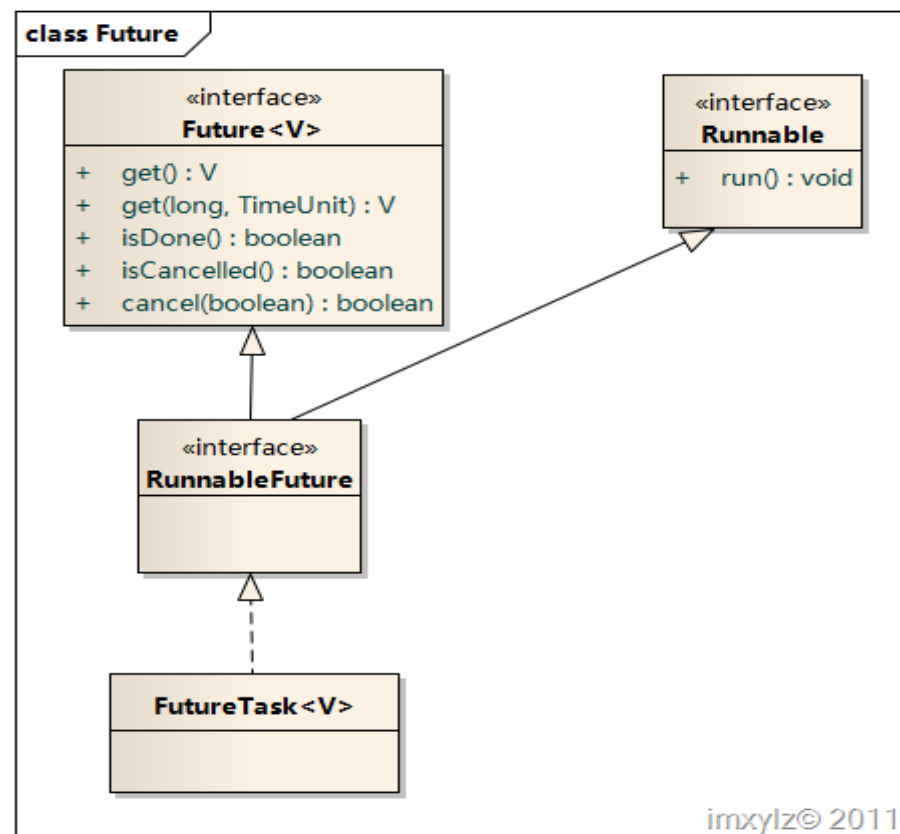 class Future
«interface»
Future<V>
+ get() : V
+ get(long, TimeUnit) : V
+ isDone() : boolean
+ isCancelled() : boolean
+ cancel(boolean) : boolean
«interface»
Runnable
+ run() : void
«interface»
RunnableFuture
FutureTask<V>
imxylz© 2011